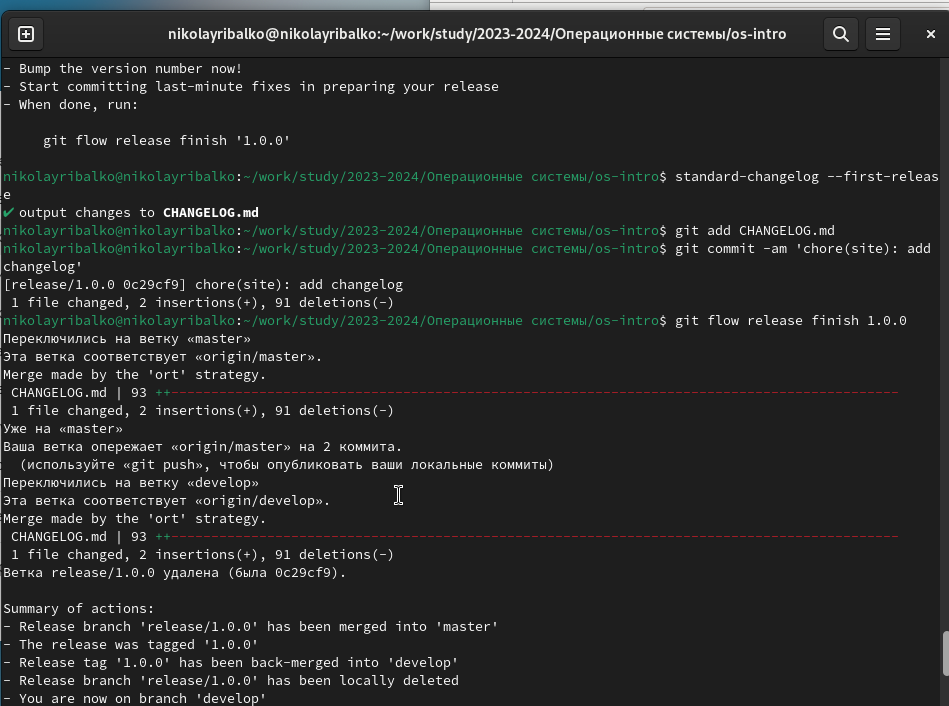 nikolayribalko@nikolayribalko:~/work/study/2023-2024/Операционные системы/os-intro
- Bump the version number now!
- Start committing last-minute fixes in preparing your release
- When done, run:
git flow release finish '1.0.0'
nikolayribalko@nikolayribalko:~/work/study/2023-2024/Операционные системы/os-intro$ standard-changelog --first-releas
e
✔ output changes to CHANGELOG.md
nikolayribalko@nikolayribalko:~/work/study/2023-2024/Операционные системы/os-intro$ git add CHANGELOG.md
nikolayribalko@nikolayribalko:~/work/study/2023-2024/Операционные системы/os-intro$ git commit -am 'chore(site): add
changelog'
[release/1.0.0 0c29cf9] chore(site): add changelog
1 file changed, 2 insertions(+), 91 deletions(-)
nikolayribalko@nikolayribalko:~/work/study/2023-2024/Операционные системы/os-intro$ git flow release finish 1.0.0
Переключились на ветку «master»
Эта ветка соответствует «origin/master».
Merge made by the 'ort' strategy.
CHANGELOG.md | 93 ++-------------------------------------------------------------------------------------------
1 file changed, 2 insertions(+), 91 deletions(-)
Уже на «master»
Ваша ветка опережает «origin/master» на 2 коммита.
(используйте «git push», чтобы опубликовать ваши локальные коммиты)
Переключились на ветку «develop»
Эта ветка соответствует «origin/develop».
Merge made by the 'ort' strategy.
CHANGELOG.md | 93 ++-------------------------------------------------------------------------------------------
1 file changed, 2 insertions(+), 91 deletions(-)
Ветка release/1.0.0 удалена (была 0c29cf9).
Summary of actions:
- Release branch 'release/1.0.0' has been merged into 'master'
- The release was tagged '1.0.0'
- Release tag '1.0.0' has been back-merged into 'develop'
- Release branch 'release/1.0.0' has been locally deleted
- You are now on branch 'develop'